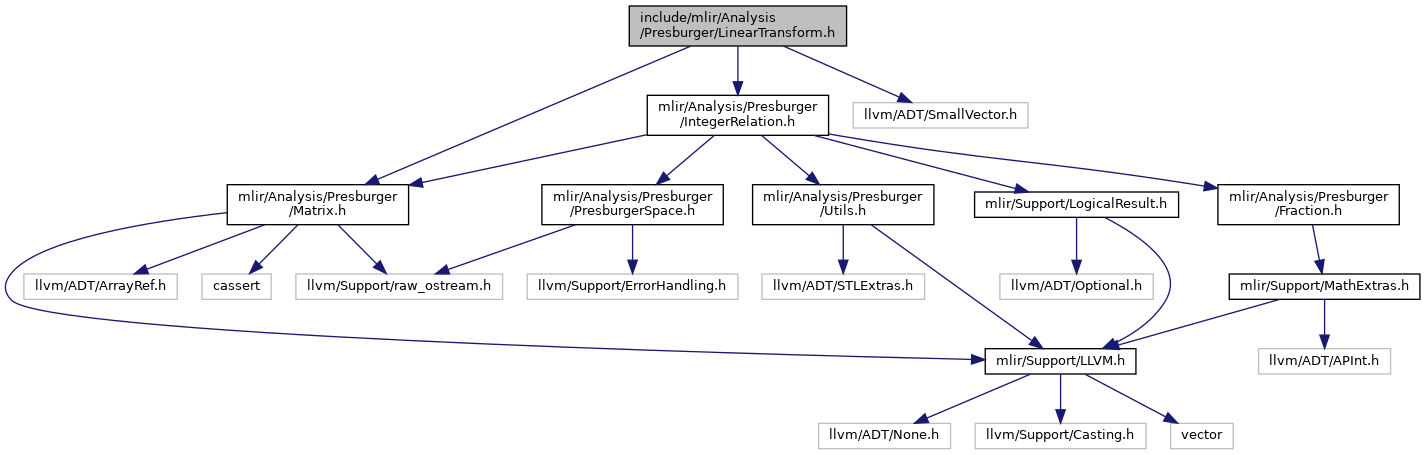 include/mlir/Analysis
/Presburger/LinearTransform.h
mlir/Analysis/Presburger
/IntegerRelation.h
llvm/ADT/SmallVector.h
mlir/Analysis/Presburger
/Matrix.h
mlir/Analysis/Presburger
/PresburgerSpace.h
mlir/Analysis/Presburger
/Utils.h
mlir/Support/LogicalResult.h
mlir/Analysis/Presburger
/Fraction.h
llvm/ADT/ArrayRef.h
cassert
llvm/Support/raw_ostream.h
llvm/Support/ErrorHandling.h
llvm/ADT/STLExtras.h
llvm/ADT/Optional.h
mlir/Support/MathExtras.h
mlir/Support/LLVM.h
llvm/ADT/APInt.h
llvm/ADT/None.h
llvm/Support/Casting.h
vector